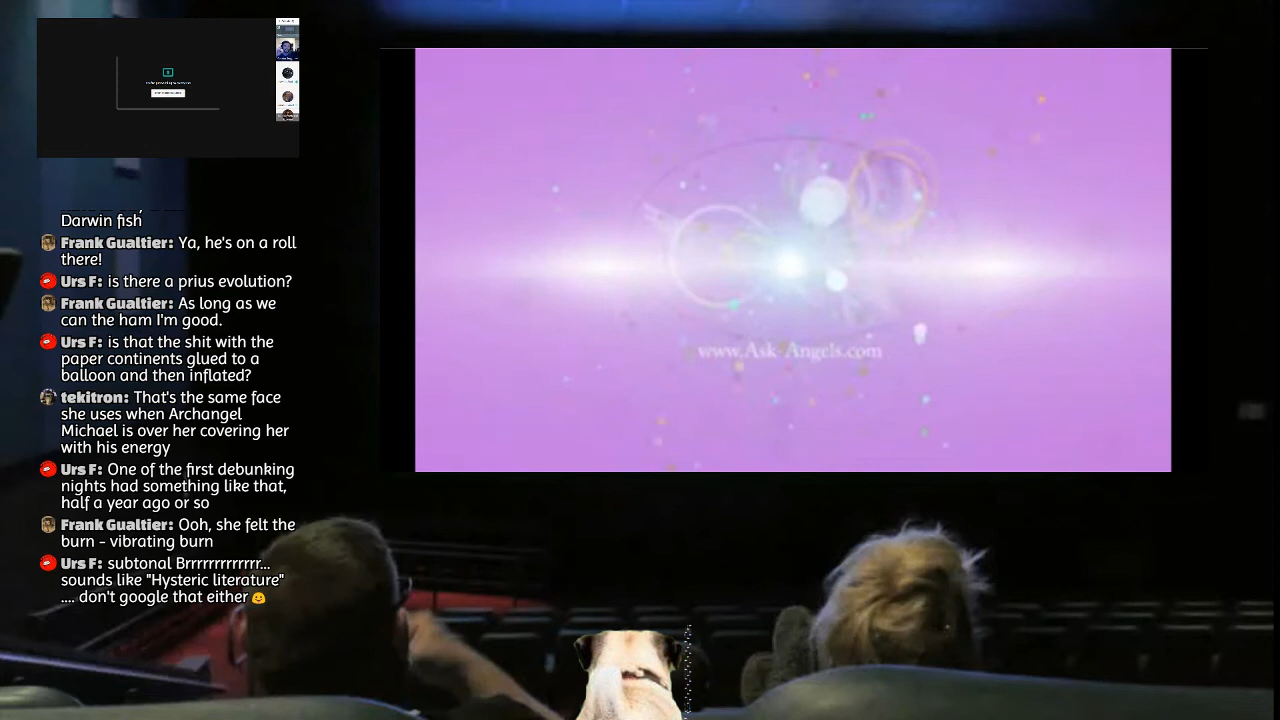 Darwin fish
Frank Gualtier: Ya, he's on a roll
there!
Urs F: is there a prius evolution?
Frank Gualtier: As long as we
can the ham I'm good.
Urs F: is that the shit with the
paper continents glued to a
balloon and then inflated?
tekitron: That's the same face
she uses when Archangel
Michael is over her covering her
with his energy
Urs F: One of the first debunking
nights had something like that,
half a year ago or so
Frank Gualtier: Ooh, she felt the
burn - vibrating burn
Urs F: subtonal Brrrrrrrrrrrrr...
sounds like "Hysteric literature"
.... don't google that either 🤗
www.Ask-Angels.com